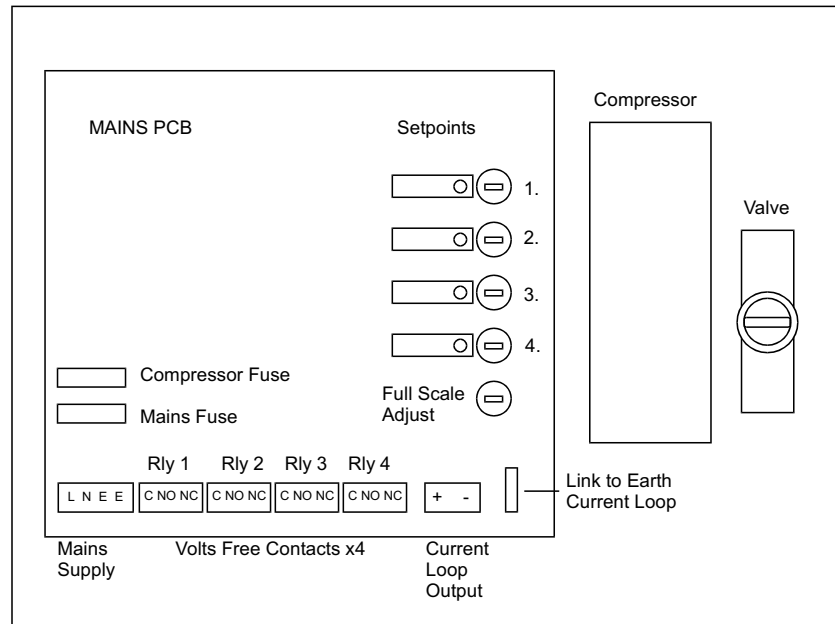 MAINS PCB
Setpoints
Compressor
1.
Valve
2.
3.
4.
Compressor Fuse
Full Scale
Adjust
Mains Fuse
Rly 1 Rly 2 Rly 3 Rly 4
L N E E C NO NC C NO NC C NO NC C NO NC + -
Link to Earth
Current Loop
Mains
Supply
Volts Free Contacts x4
Current
Loop
Output